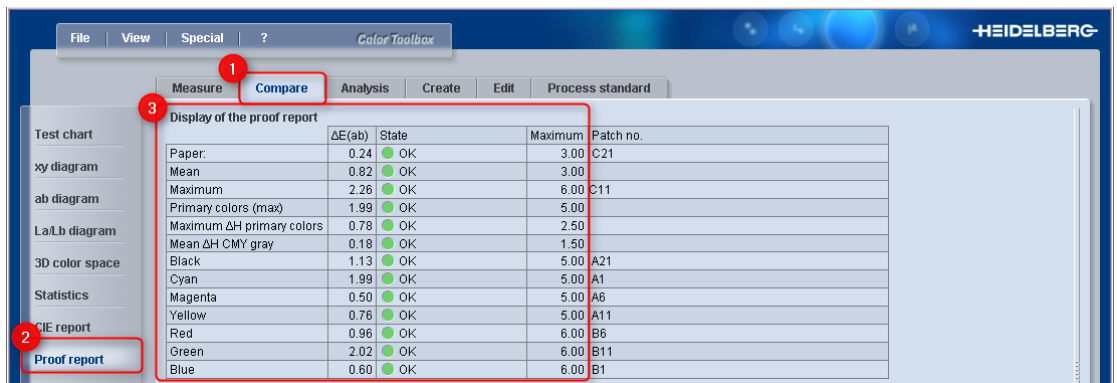 File View Special ? Color Toolbox HEIDELBERG
1
Measure Compare Analysis Create Edit Process standard
3
Display of the proof report
ΔE(ab) State Maximum Patch no.
Paper: 0.24 OK 3.00 C21
Mean 0.82 OK 3.00
Maximum 2.26 OK 6.00 C11
Primary colors (max) 1.99 OK 5.00
Maximum ΔH primary colors 0.78 OK 2.50
Mean ΔH CMY gray 0.18 OK 1.50
Black 1.13 OK 5.00 A21
Cyan 1.99 OK 5.00 A1
Magenta 0.50 OK 5.00 A6
Yellow 0.76 OK 5.00 A11
Red 0.96 OK 6.00 B6
Green 2.02 OK 6.00 B11
Blue 0.60 OK 6.00 B1
Test chart
xy diagram
ab diagram
La/Lb diagram
3D color space
Statistics
CIE report
2
Proof report